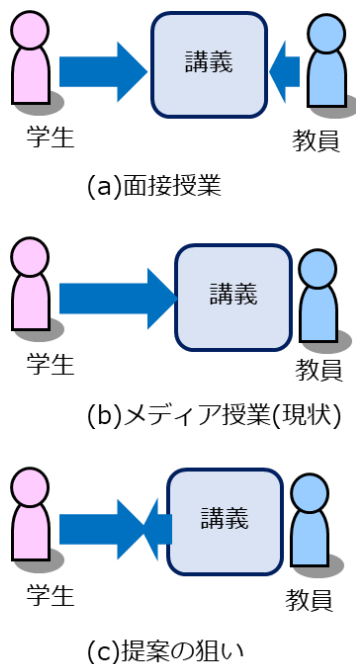 講義
学生
教員
(a)面接授業
講義
学生
教員
(b)メディア授業(現状)
講義
学生
教員
(c)提案の狙い